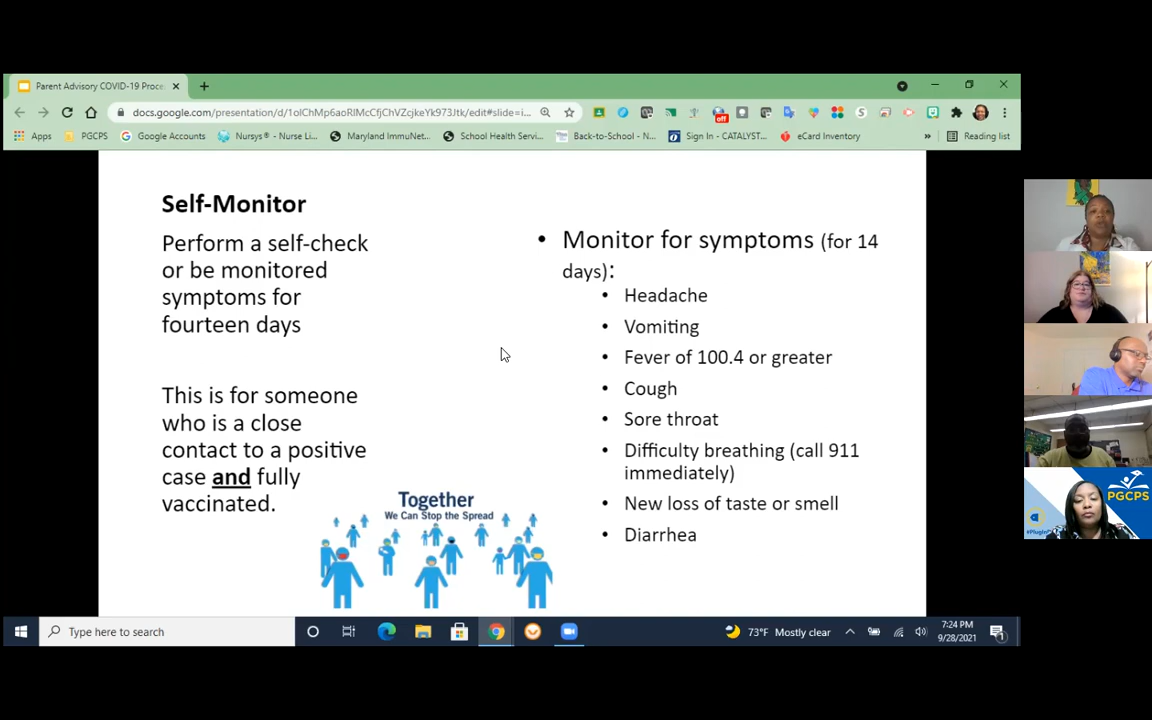 Parent Advisory COVID-19 Proce
docs.google.com/presentation/d/1olChMp6aoRlMcCfjChVZcjkeYk973Jtk/edit#slide=i...
off
Apps
PGCPS
Google Accounts
Nursys® - Nurse Li...
Maryland ImmuNet...
School Health Servi...
Back-to-School - N...
Sign In - CATALYST...
eCard Inventory
»
Reading list
Self-Monitor
Perform a self-check
or be monitored
symptoms for
fourteen days
This is for someone
who is a close
contact to a positive
case and fully
vaccinated.
Together
We Can Stop the Spread
• Monitor for symptoms (for 14
days):
• Headache
• Vomiting
• Fever of 100.4 or greater
• Cough
• Sore throat
• Difficulty breathing (call 911
immediately)
• New loss of taste or smell
• Diarrhea
PGCPS
Type here to search
73°F Mostly clear
7:24 PM
9/28/2021